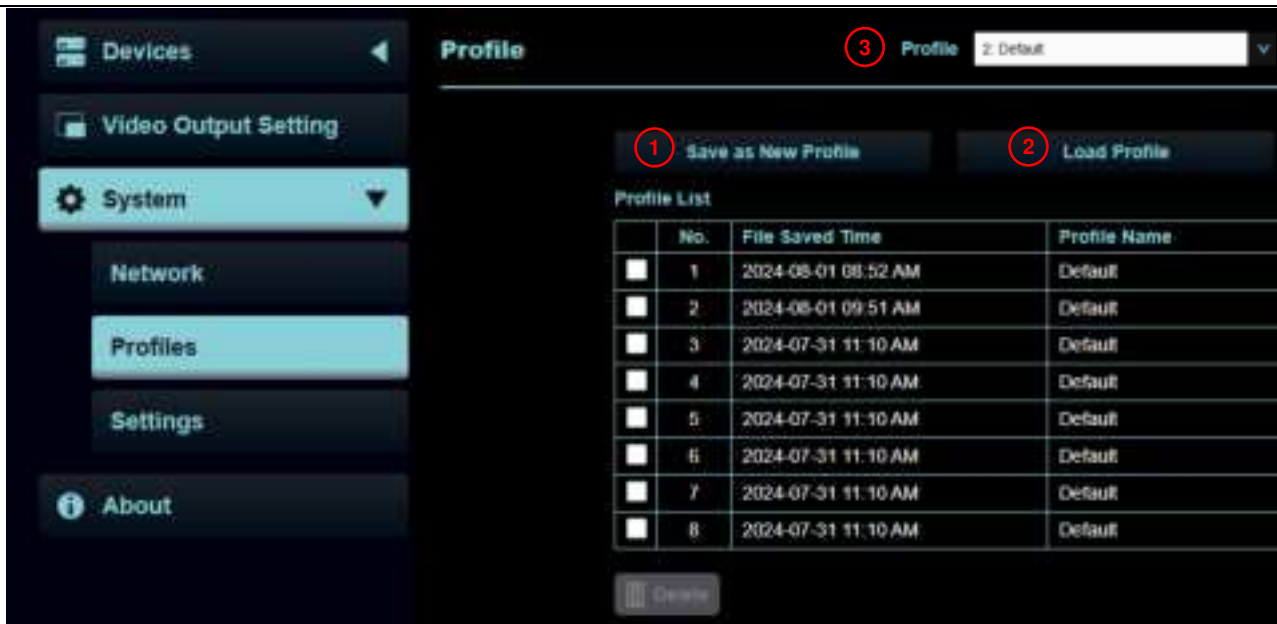 Devices
Video Output Setting
System
Network
Profiles
Settings
About
Profile
3 Profile 2: Default
1 Save as New Profile
2 Load Profile
Profile List
No. File Saved Time Profile Name
1 2024-08-01 08:52 AM Default
2 2024-08-01 09:51 AM Default
3 2024-07-31 11:10 AM Default
4 2024-07-31 11:10 AM Default
5 2024-07-31 11:10 AM Default
6 2024-07-31 11:10 AM Default
7 2024-07-31 11:10 AM Default
8 2024-07-31 11:10 AM Default
Delete